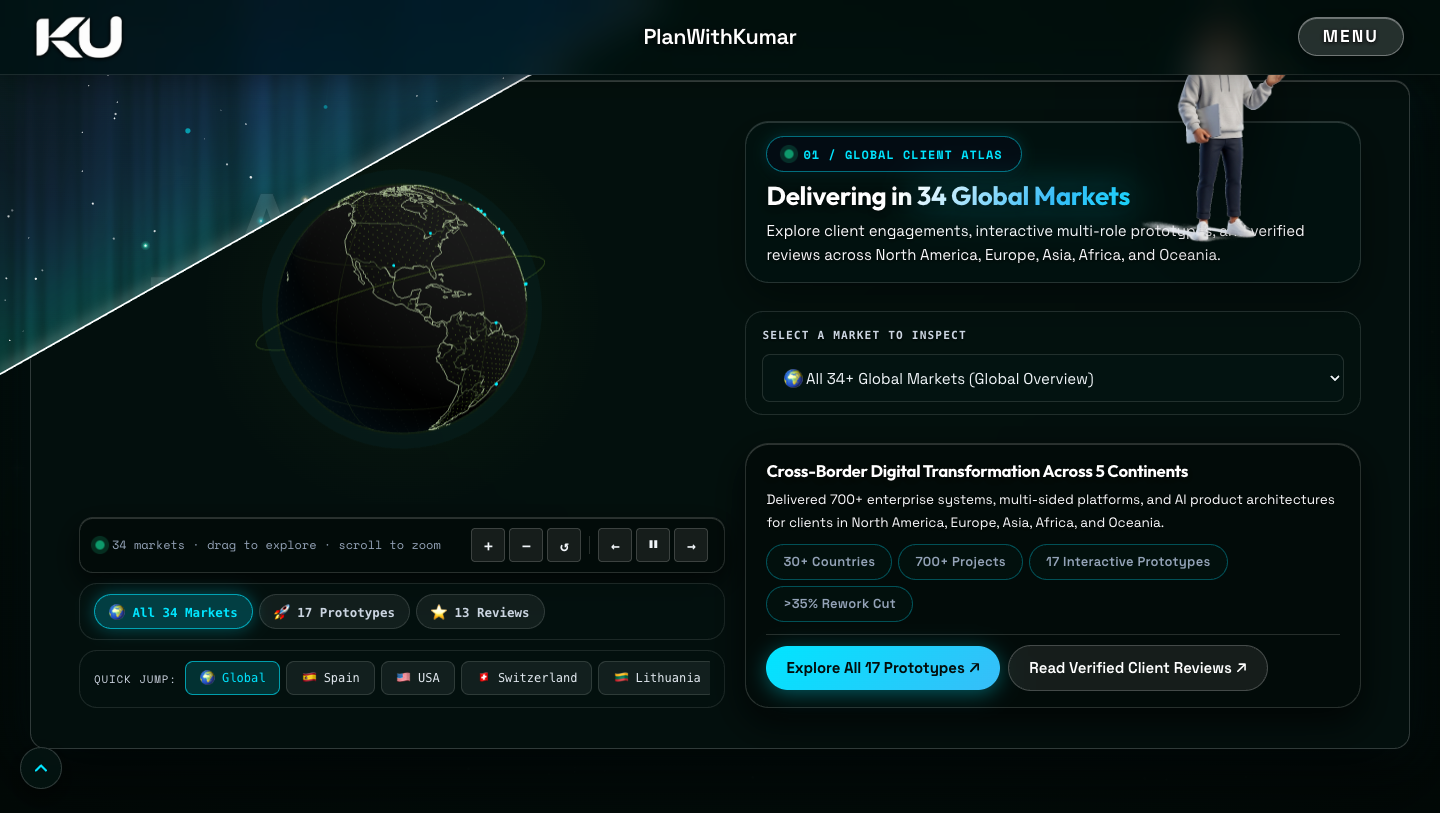 KU
PlanWithKumar
MENU
01 / GLOBAL CLIENT ATLAS
Delivering in 34 Global Markets
Explore client engagements, interactive multi-role prototypes, and verified
reviews across North America, Europe, Asia, Africa, and Oceania.
SELECT A MARKET TO INSPECT
All 34+ Global Markets (Global Overview)
Cross-Border Digital Transformation Across 5 Continents
Delivered 700+ enterprise systems, multi-sided platforms, and AI product architectures
for clients in North America, Europe, Asia, Africa, and Oceania.
30+ Countries
700+ Projects
17 Interactive Prototypes
>35% Rework Cut
Explore All 17 Prototypes ↗
Read Verified Client Reviews ↗
34 markets · drag to explore · scroll to zoom
+ − ↺ ← → 
All 34 Markets
17 Prototypes
13 Reviews
QUICK JUMP:
Global
Spain
USA
Switzerland
Lithuania